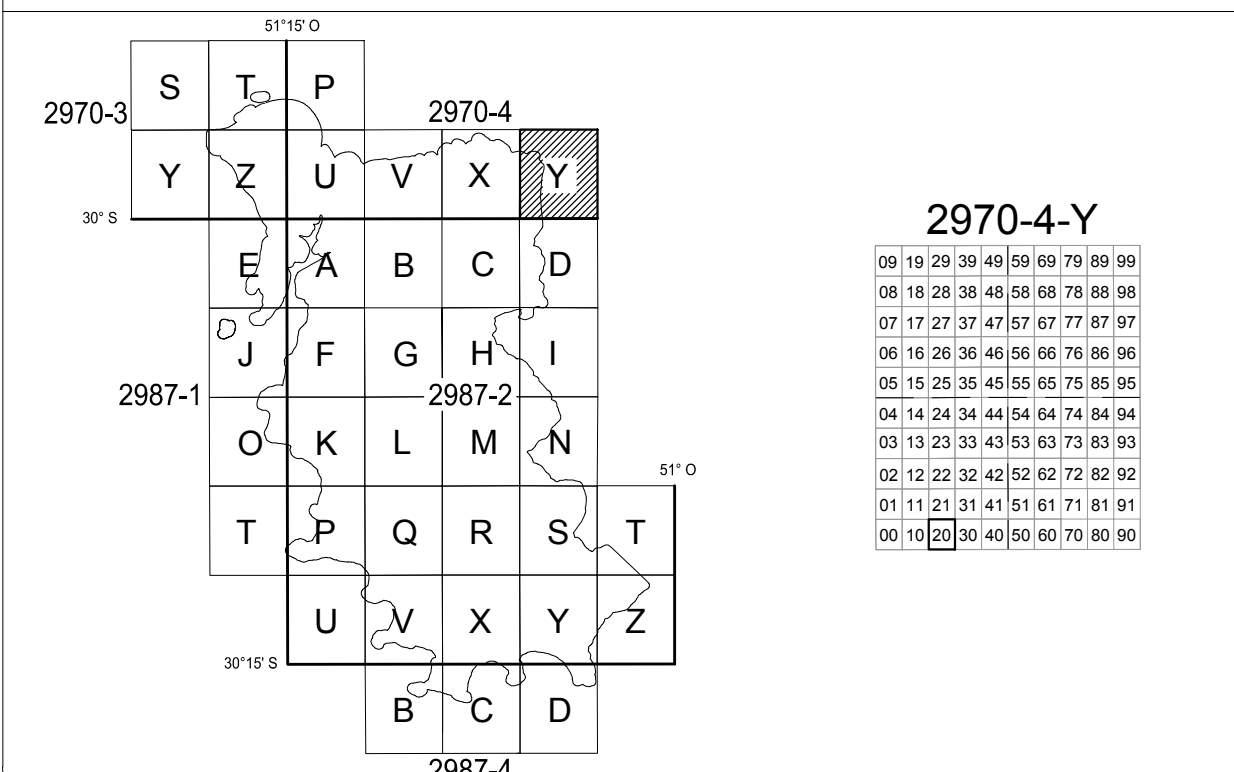 51°15' O
S T P
2970-3 2970-4
Y Z U V X Y
30° S
E A B C D
J F G H I
2987-1 2987-2
O K L M N
51° O
T P Q R S T
U V X Y Z
30°15' S
B C D
2987-4
2970-4-Y
09 19 29 39 49 59 69 79 89 99
08 18 28 38 48 58 68 78 88 98
07 17 27 37 47 57 67 77 87 97
06 16 26 36 46 56 66 76 86 96
05 15 25 35 45 55 65 75 85 95
04 14 24 34 44 54 64 74 84 94
03 13 23 33 43 53 63 73 83 93
02 12 22 32 42 52 62 72 82 92
01 11 21 31 41 51 61 71 81 91
00 10 20 30 40 50 60 70 80 90